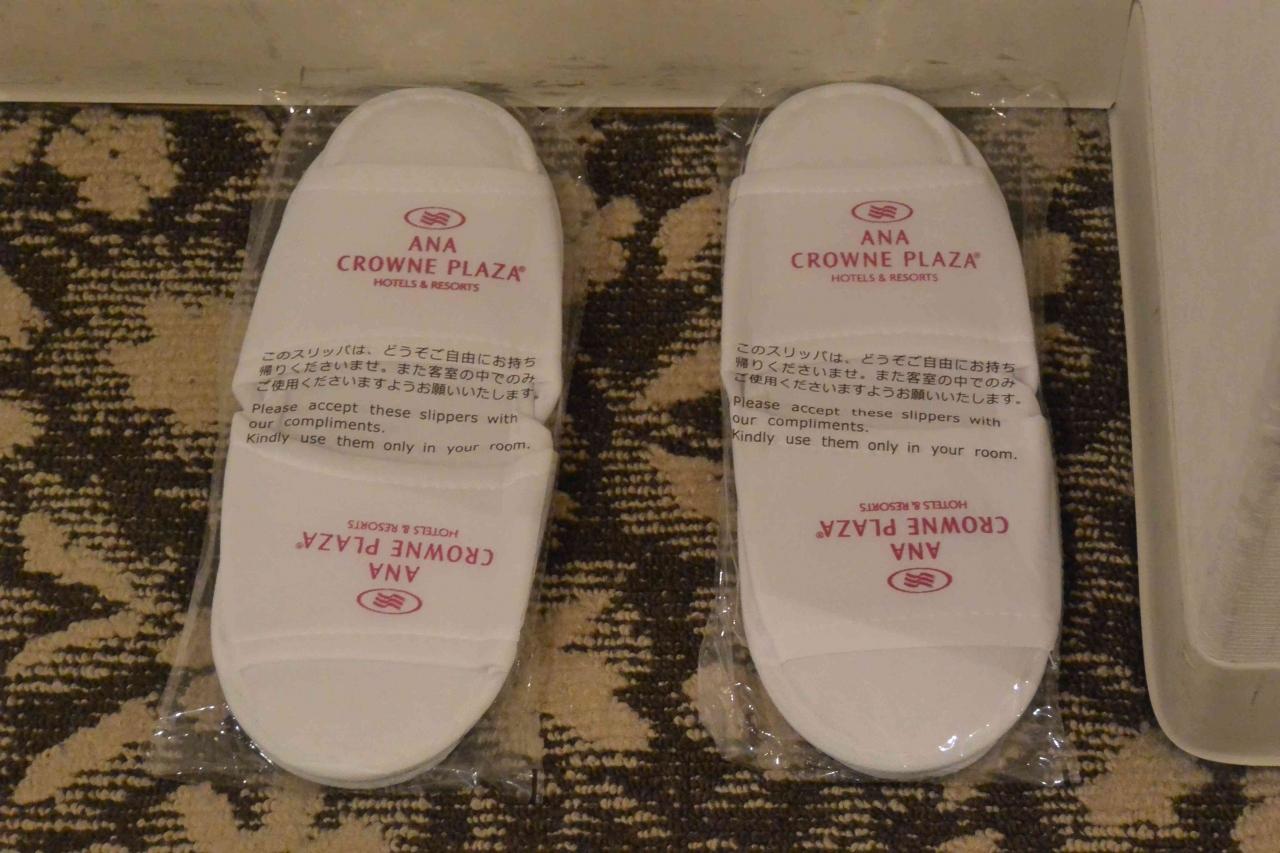 ANA
CROWNE PLAZA®
HOTELS & RESORTS
このスリッパは、どうぞご自由にお持ち
帰りくださいませ。また客室の中でのみ
ご使用くださいますようお願いいたします。
Please accept these slippers with
our compliments.
Kindly use them only in your room.
HOTELS & RESORTS
CROWNE PLAZA®
ANA
ANA
CROWNE PLAZA®
HOTELS & RESORTS
このスリッパは、どうぞご自由にお持ち
帰りくださいませ。また客室の中でのみ
ご使用くださいますようお願いいたします。
Please accept these slippers with
our compliments.
Kindly use them only in your room.
HOTELS & RESORTS
CROWNE PLAZA®
ANA